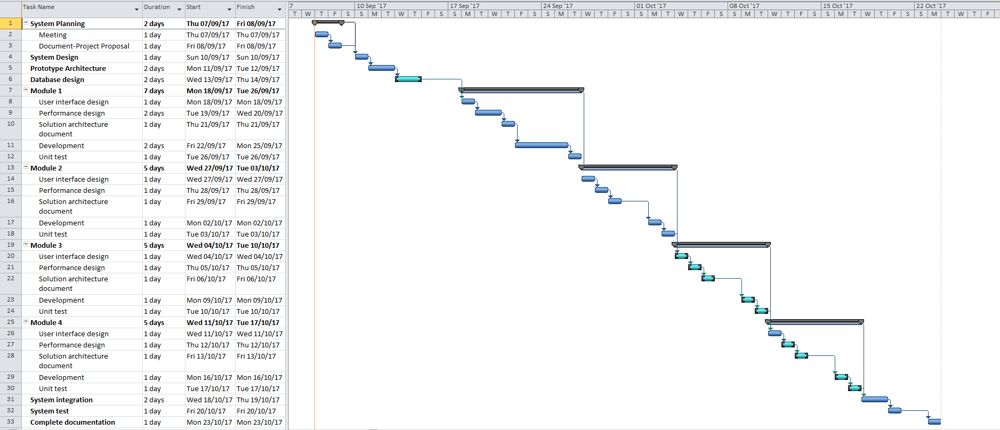 Task Name Duration Start Finish 7 10 Sep '17 17 Sep '17 24 Sep '17 01 Oct '17 08 Oct '17 15 Oct '17 22 Oct '17
T W T F S S M T W T F S S M T W T F S S M T W T F S S M T W T F S S M T W T F S S M T W T F S S M T W T F
1 System Planning 2 days Thu 07/09/17 Fri 08/09/17
2 Meeting 1 day Thu 07/09/17 Thu 07/09/17
3 Document-Project Proposal 1 day Fri 08/09/17 Fri 08/09/17
4 System Design 1 day Sun 10/09/17 Sun 10/09/17
5 Prototype Architecture 2 days Mon 11/09/17 Tue 12/09/17
6 Database design 2 days Wed 13/09/17 Thu 14/09/17
7 Module 1 7 days Mon 18/09/17 Tue 26/09/17
8 User interface design 1 day Mon 18/09/17 Mon 18/09/17
9 Performance design 2 days Tue 19/09/17 Wed 20/09/17
10 Solution architecture 1 day Thu 21/09/17 Thu 21/09/17
document
11 Development 2 days Fri 22/09/17 Mon 25/09/17
12 Unit test 1 day Tue 26/09/17 Tue 26/09/17
13 Module 2 5 days Wed 27/09/17 Tue 03/10/17
14 User interface design 1 day Wed 27/09/17 Wed 27/09/17
15 Performance design 1 day Thu 28/09/17 Thu 28/09/17
16 Solution architecture 1 day Fri 29/09/17 Fri 29/09/17
document
17 Development 1 day Mon 02/10/17 Mon 02/10/17
18 Unit test 1 day Tue 03/10/17 Tue 03/10/17
19 Module 3 5 days Wed 04/10/17 Tue 10/10/17
20 User interface design 1 day Wed 04/10/17 Wed 04/10/17
21 Performance design 1 day Thu 05/10/17 Thu 05/10/17
22 Solution architecture 1 day Fri 06/10/17 Fri 06/10/17
document
23 Development 1 day Mon 09/10/17 Mon 09/10/17
24 Unit test 1 day Tue 10/10/17 Tue 10/10/17
25 Module 4 5 days Wed 11/10/17 Tue 17/10/17
26 User interface design 1 day Wed 11/10/17 Wed 11/10/17
27 Performance design 1 day Thu 12/10/17 Thu 12/10/17
28 Solution architecture 1 day Fri 13/10/17 Fri 13/10/17
document
29 Development 1 day Mon 16/10/17 Mon 16/10/17
30 Unit test 1 day Tue 17/10/17 Tue 17/10/17
31 System integration 2 days Wed 18/10/17 Thu 19/10/17
32 System test 1 day Fri 20/10/17 Fri 20/10/17
33 Complete documentation 1 day Mon 23/10/17 Mon 23/10/17